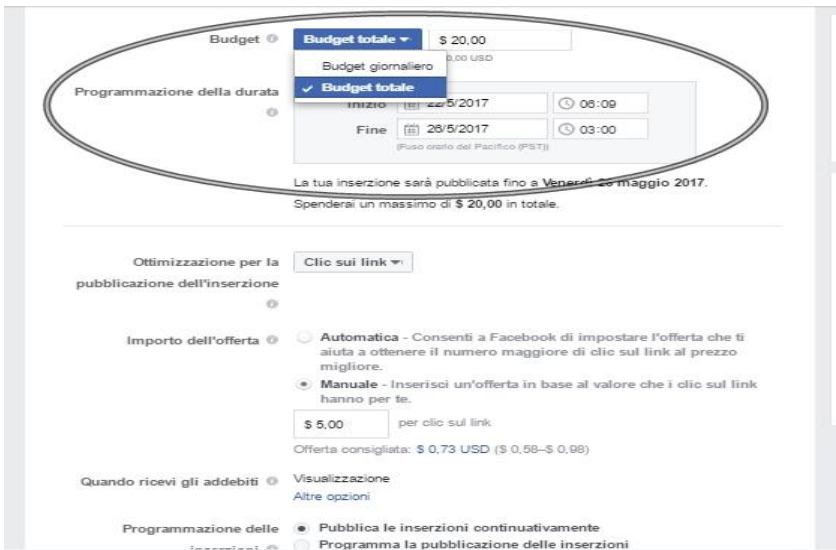 Budget Budget totale $ 20,00
Budget giornaliero 0,00 USD
Budget totale
Programmazione della durata
Inizio 22/5/2017 06:09
Fine 26/5/2017 03:00
(Fuso orario del Pacifico (PST))
La tua inserzione sarà pubblicata fino a Venerdì 26 maggio 2017.
Spenderai un massimo di $ 20,00 in totale.
Ottimizzazione per la Clic sui link
pubblicazione dell'inserzione
Importo dell'offerta Automatica - Consenti a Facebook di impostare l'offerta che ti
aiuta a ottenere il numero maggiore di clic sul link al prezzo
migliore.
Manuale - Inserisci un'offerta in base al valore che i clic sul link
hanno per te.
$ 5,00 per clic sul link
Offerta consigliata: $ 0,73 USD ($ 0,58–$ 0,98)
Quando ricevi gli addebiti Visualizzazione
Altre opzioni
Programmazione delle Pubblica le inserzioni continuativamente
inserzioni Programma la pubblicazione delle inserzioni